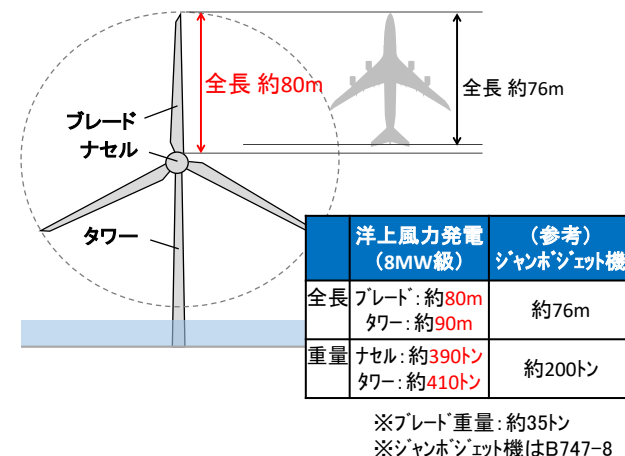 全長 約80m
全長 約76m
ブレード
ナセル
タワー
洋上風力発電
(8MW級)
(参考)
ジャンボジェット機
全長
ブレード:約80m
タワー:約90m
約76m
重量
ナセル:約390トン
タワー:約410トン
約200トン
※ブレード重量:約35トン
※ジャンボジェット機はB747-8